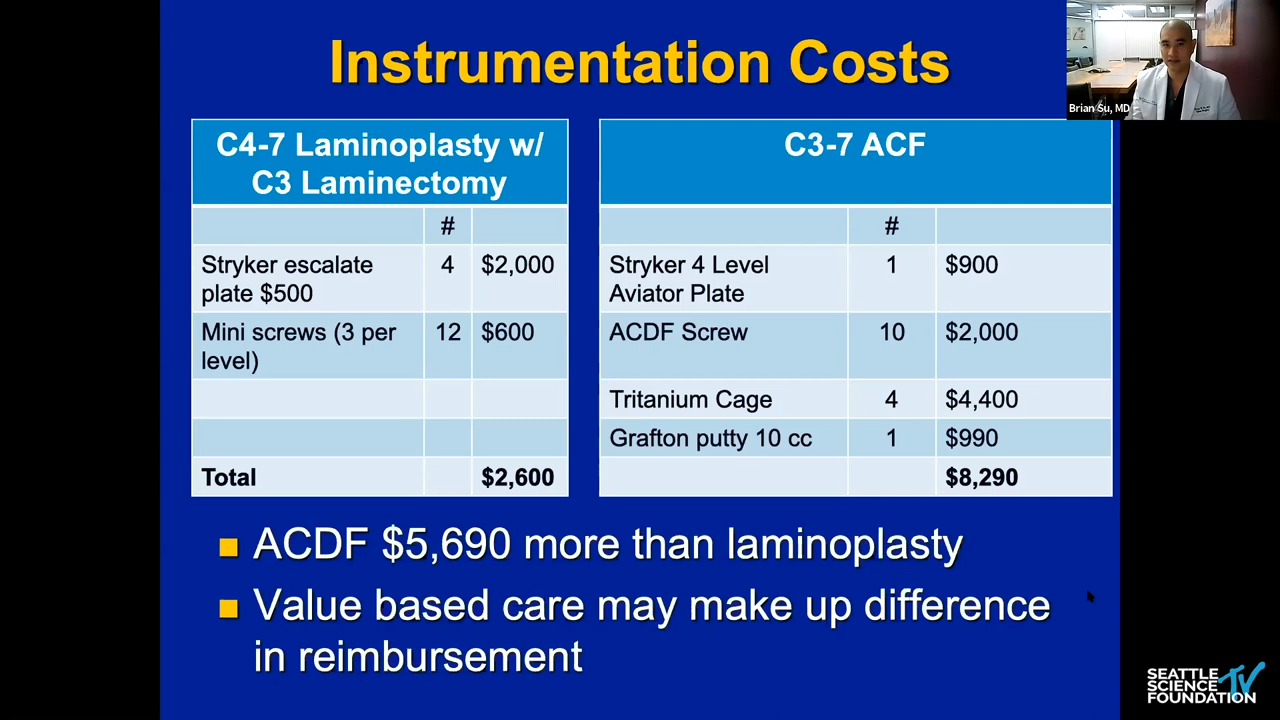 Instrumentation Costs
Brian Su, MD
C4-7 Laminoplasty w/
C3 Laminectomy
#
Stryker escalate
plate $500
4
$2,000
Mini screws (3 per
level)
12
$600
Total
$2,600
C3-7 ACF
#
Stryker 4 Level
Aviator Plate
1
$900
ACDF Screw
10
$2,000
Tritanium Cage
4
$4,400
Grafton putty 10 cc
1
$990
$8,290
ACDF $5,690 more than laminoplasty
Value based care may make up difference
in reimbursement
SEATTLE
SCIENCE
FOUNDATION
TV